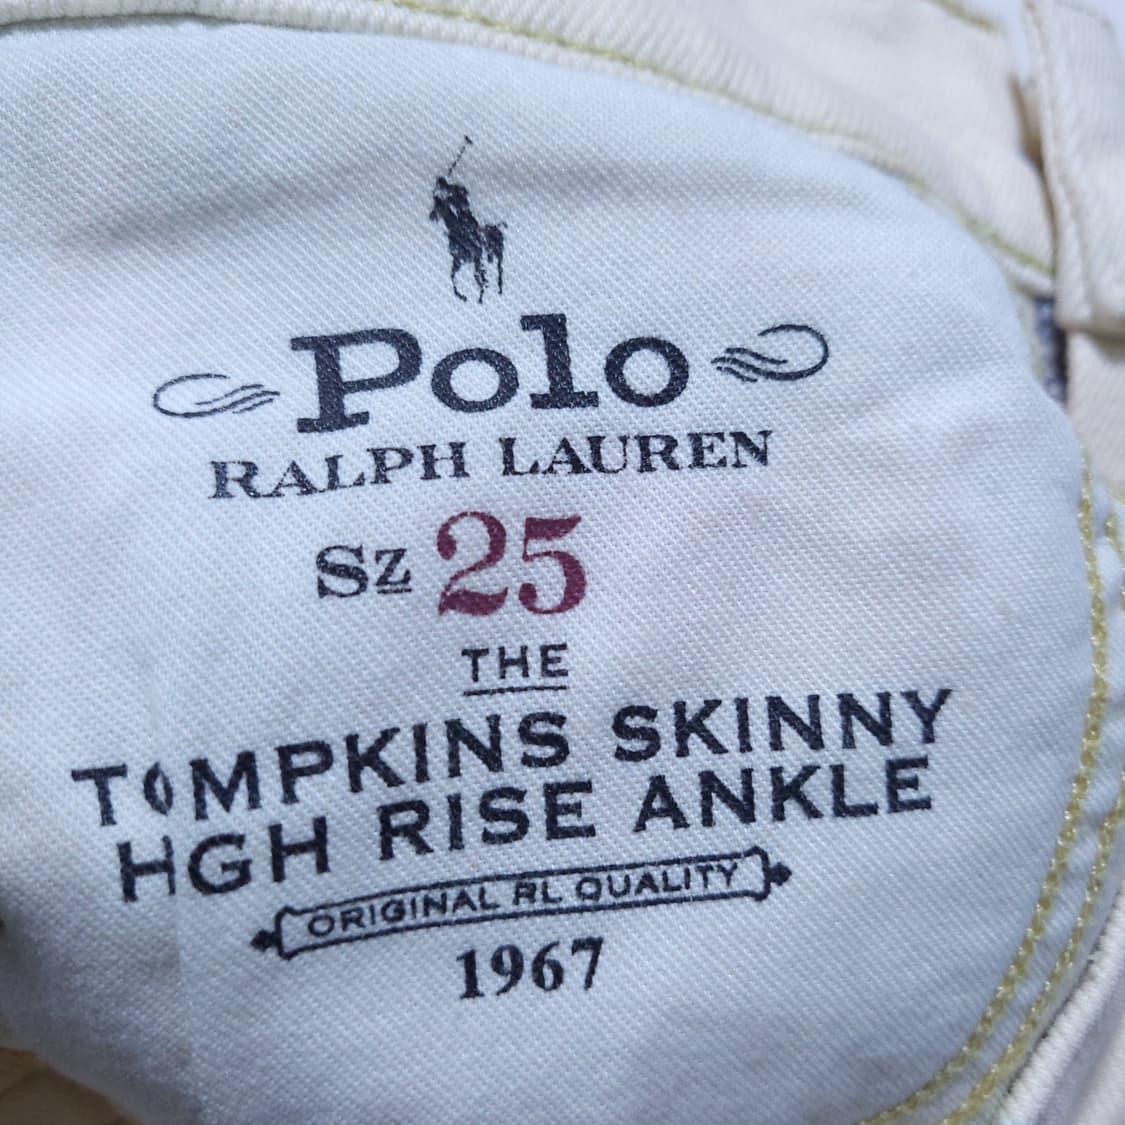 Polo
RALPH LAUREN
Sz 25
THE
TOMPKINS SKINNY
HGH RISE ANKLE
ORIGINAL RL QUALITY
1967